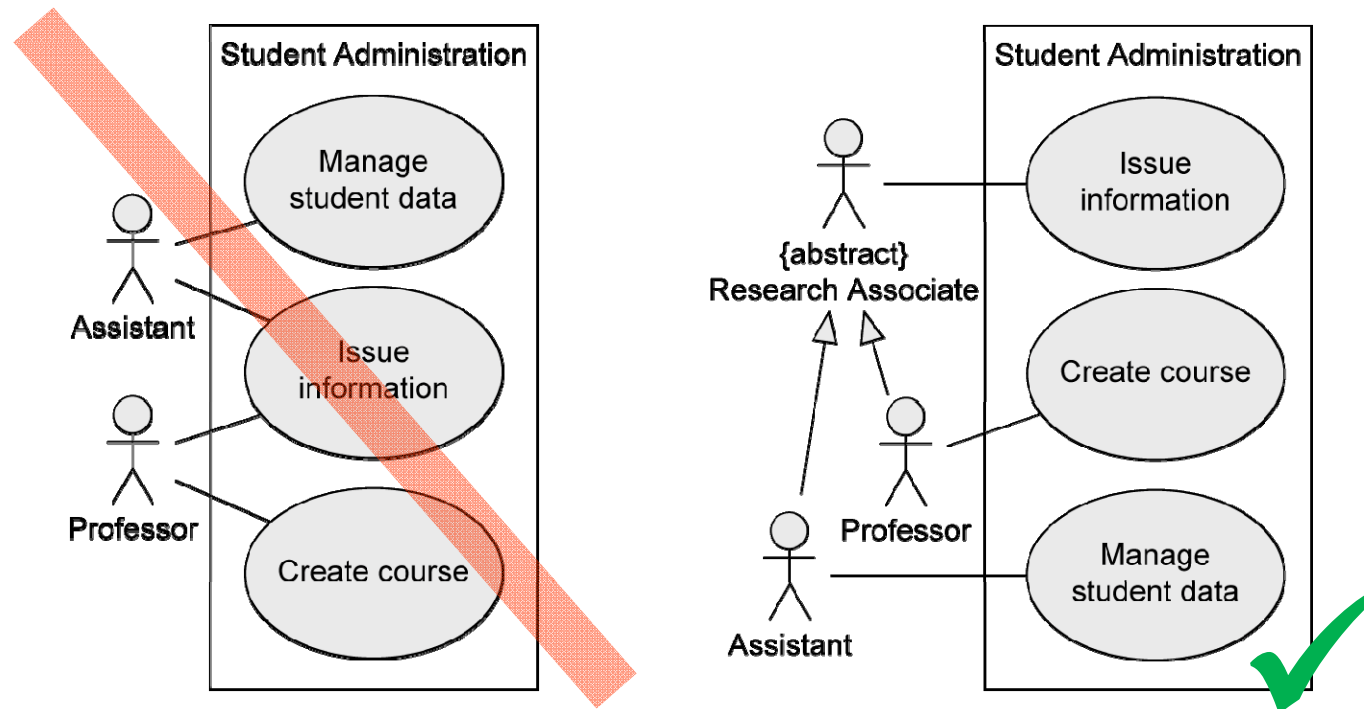 Student Administration
Manage
student data
Assistant
Issue
information
Professor
Create course
Student Administration
Issue
information
{abstract}
Research Associate
Create course
Professor
Manage
student data
Assistant